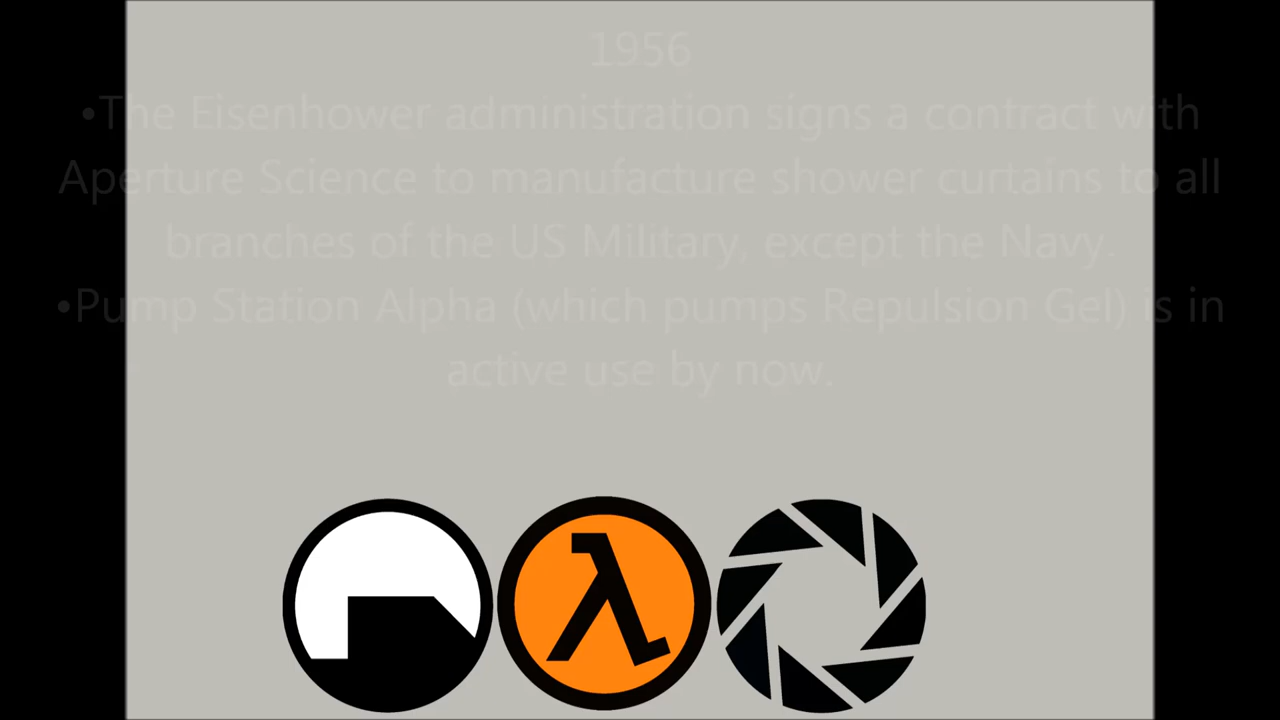 1956
•The Eisenhower administration signs a contract with
Aperture Science to manufacture shower curtains to all
branches of the US Military, except the Navy.
•Pump Station Alpha (which pumps Repulsion Gel) is in
active use by now.
λ